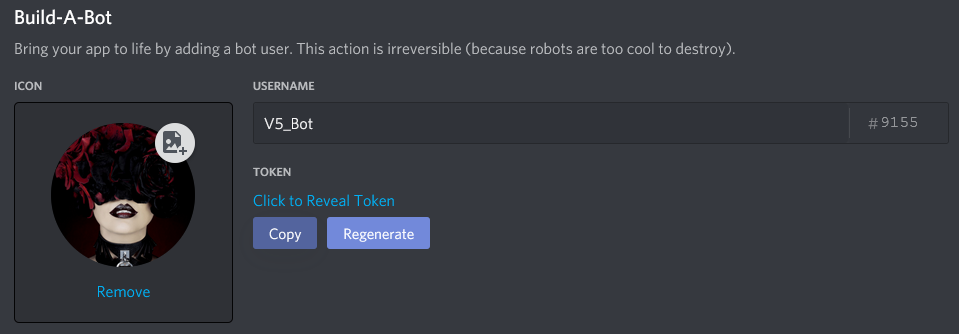 Build-A-Bot
Bring your app to life by adding a bot user. This action is irreversible (because robots are too cool to destroy).
ICON
USERNAME
V5_Bot
#9155
TOKEN
Click to Reveal Token
Copy
Regenerate
Remove